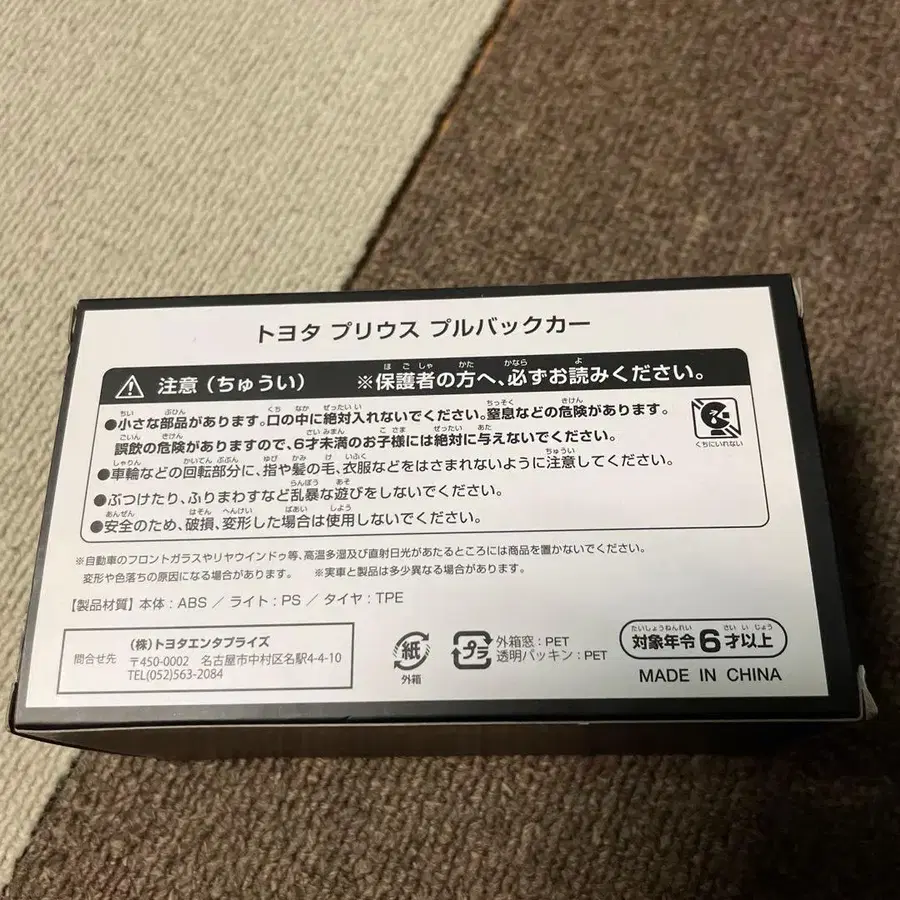 トヨタ プリウス プルバックカー
注意（ちゅうい） ※保護者の方へ、必ずお読みください。
●小さな部品があります。口の中に絶対入れないでください。窒息などの危険があります。
誤飲の危険がありますので、6才未満のお子様には絶対に与えないでください。
●車輪などの回転部分に、指や髪の毛、衣服などをはさまれないように注意してください。
●ぶつけたり、ふりまわすなど乱暴な遊びをしないでください。
●安全のため、破損、変形した場合は使用しないでください。
くちにいれない
※自動車のフロントガラスやリヤウインドゥ等、高温多湿及び直射日光があたるところには商品を置かないでください。
変形や色落ちの原因になる場合があります。 ※実車と製品は多少異なる場合があります。
【製品材質】本体：ABS ／ ライト：PS ／ タイヤ：TPE
問合せ先
（株）トヨタエンタプライズ
〒450-0002 名古屋市中村区名駅4-4-10
TEL(052)563-2084
紙
外箱
プラ
外箱窓：PET
透明パッキン：PET
対象年令6才以上
MADE IN CHINA